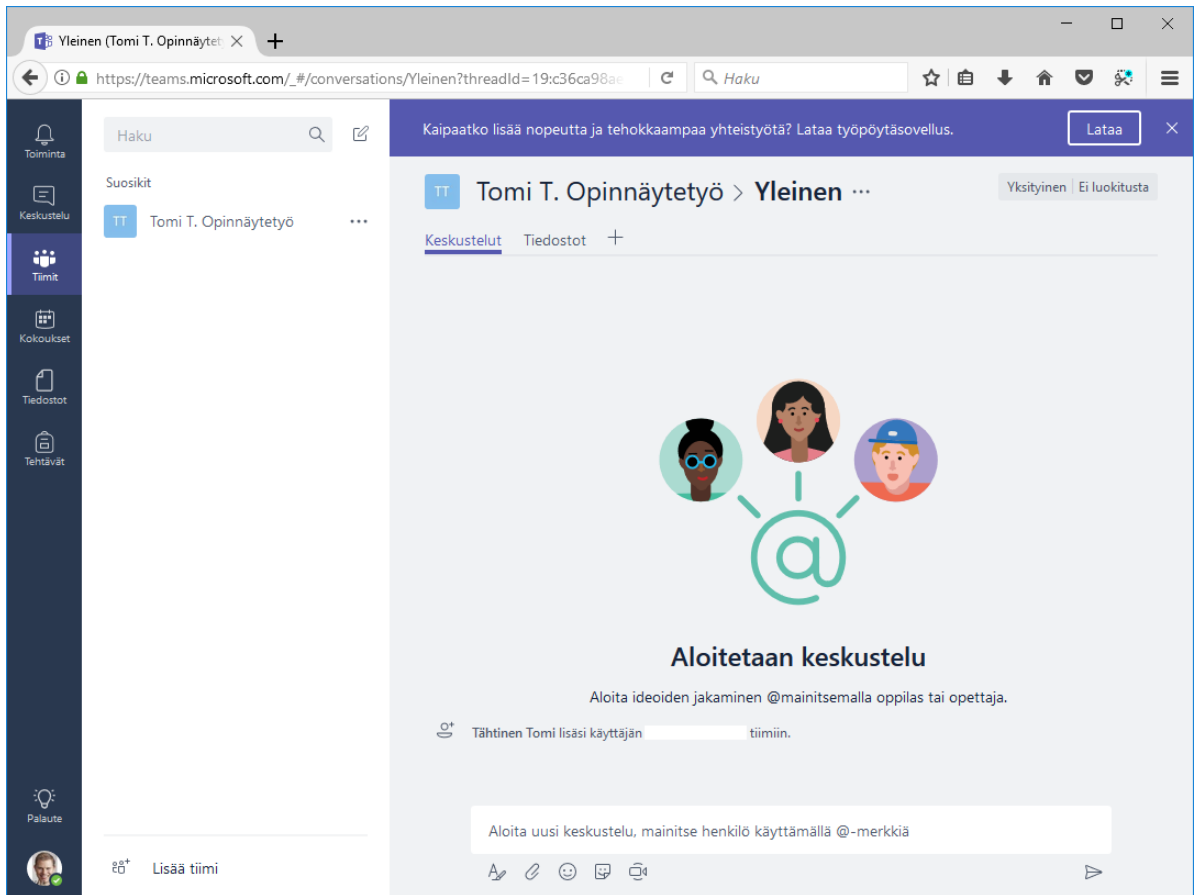 Yleinen (Tomi T. Opinnäytet
https://teams.microsoft.com/_#/conversations/Yleinen?threadId=19:c36ca98ae
Haku
Toiminta
Keskustelu
Tiimit
Kokoukset
Tiedostot
Tehtävät
Palaute
Haku
Suosikit
TT Tomi T. Opinnäytetyö
Lisää tiimi
Kaipaatko lisää nopeutta ja tehokkaampaa yhteistyötä? Lataa työpöytäsovellus. Lataa
TT Tomi T. Opinnäytetyö > Yleinen ···
Yksityinen Ei luokitusta
Keskustelut Tiedostot +
Aloitetaan keskustelu
Aloita ideoiden jakaminen @mainitsemalla oppilas tai opettaja.
Tähtinen Tomi lisäsi käyttäjän tiimiin.
Aloita uusi keskustelu, mainitse henkilö käyttämällä @-merkkiä